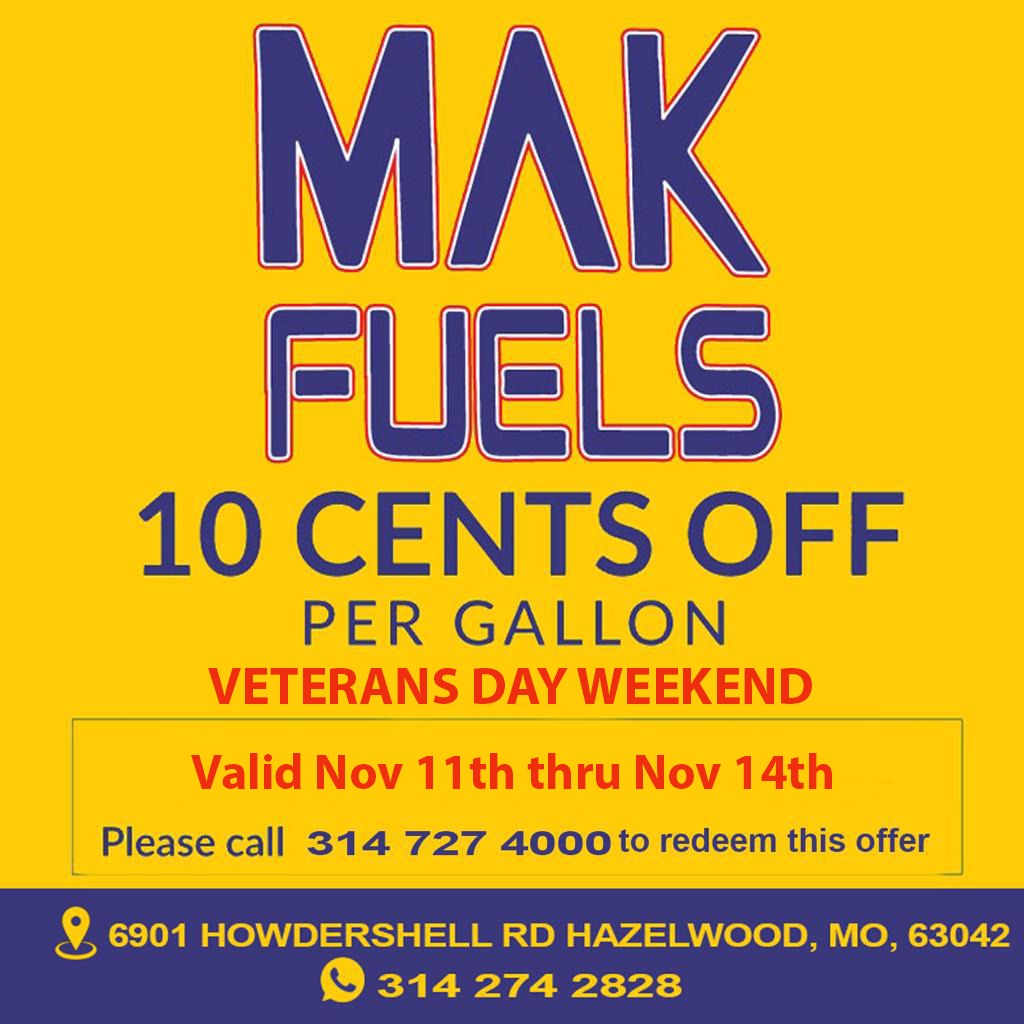 MAK
FUELS
10 CENTS OFF
PER GALLON
VETERANS DAY WEEKEND
Valid Nov 11th thru Nov 14th
Please call 314 727 4000 to redeem this offer
6901 HOWDERSHELL RD HAZELWOOD, MO, 63042
314 274 2828